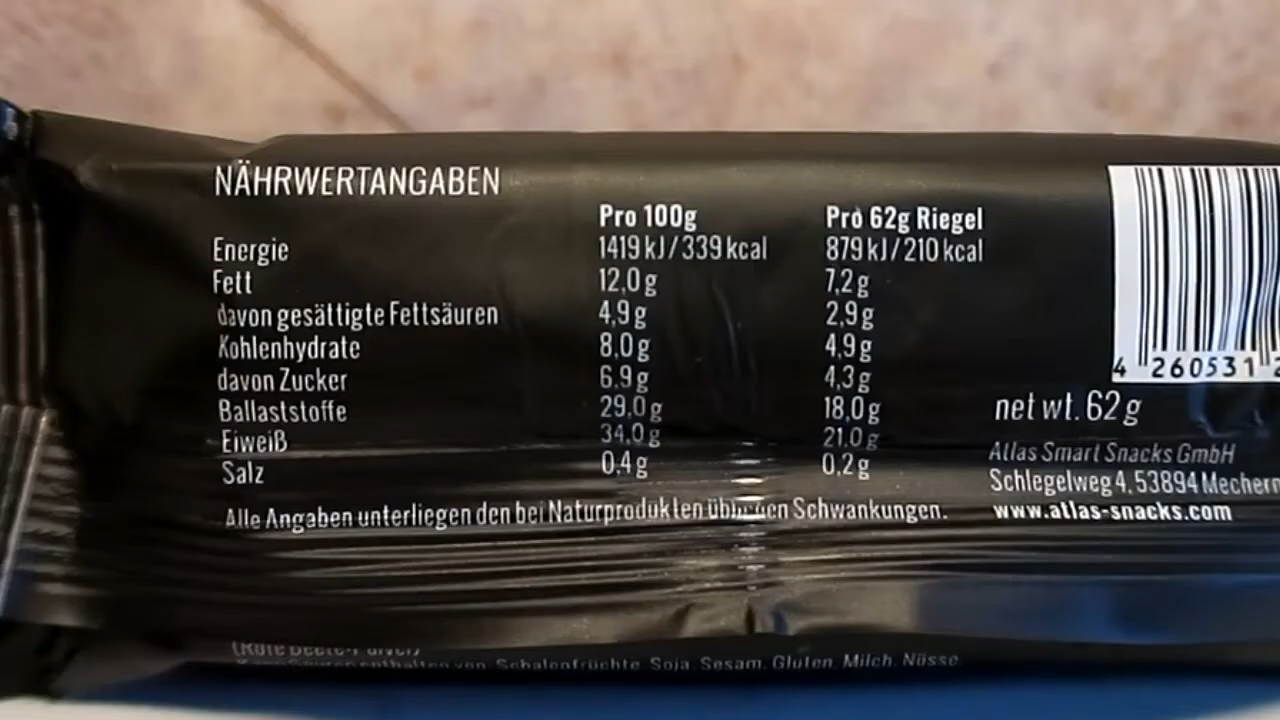 NÄHRWERTANGABEN
Pro 100g Pro 62g Riegel
Energie 1419 kJ / 339 kcal 879 kJ / 210 kcal
Fett 12,0 g 7,2 g
davon gesättigte Fettsäuren 4,9 g 2,9 g
Kohlenhydrate 8,0 g 4,9 g
davon Zucker 6,9 g 4,3 g
Ballaststoffe 29,0 g 18,0 g
Eiweiß 34,0 g 21,0 g
Salz 0,4 g 0,2 g
Alle Angaben unterliegen den bei Naturprodukten üblichen Schwankungen.
4 260531 2
net wt. 62 g
Atlas Smart Snacks GmbH
Schlegelweg 4, 53894 Mechern
www.atlas-snacks.com
enthalten von Schalenfrüchte, Soja, Sesam, Gluten, Milch, Nüsse.